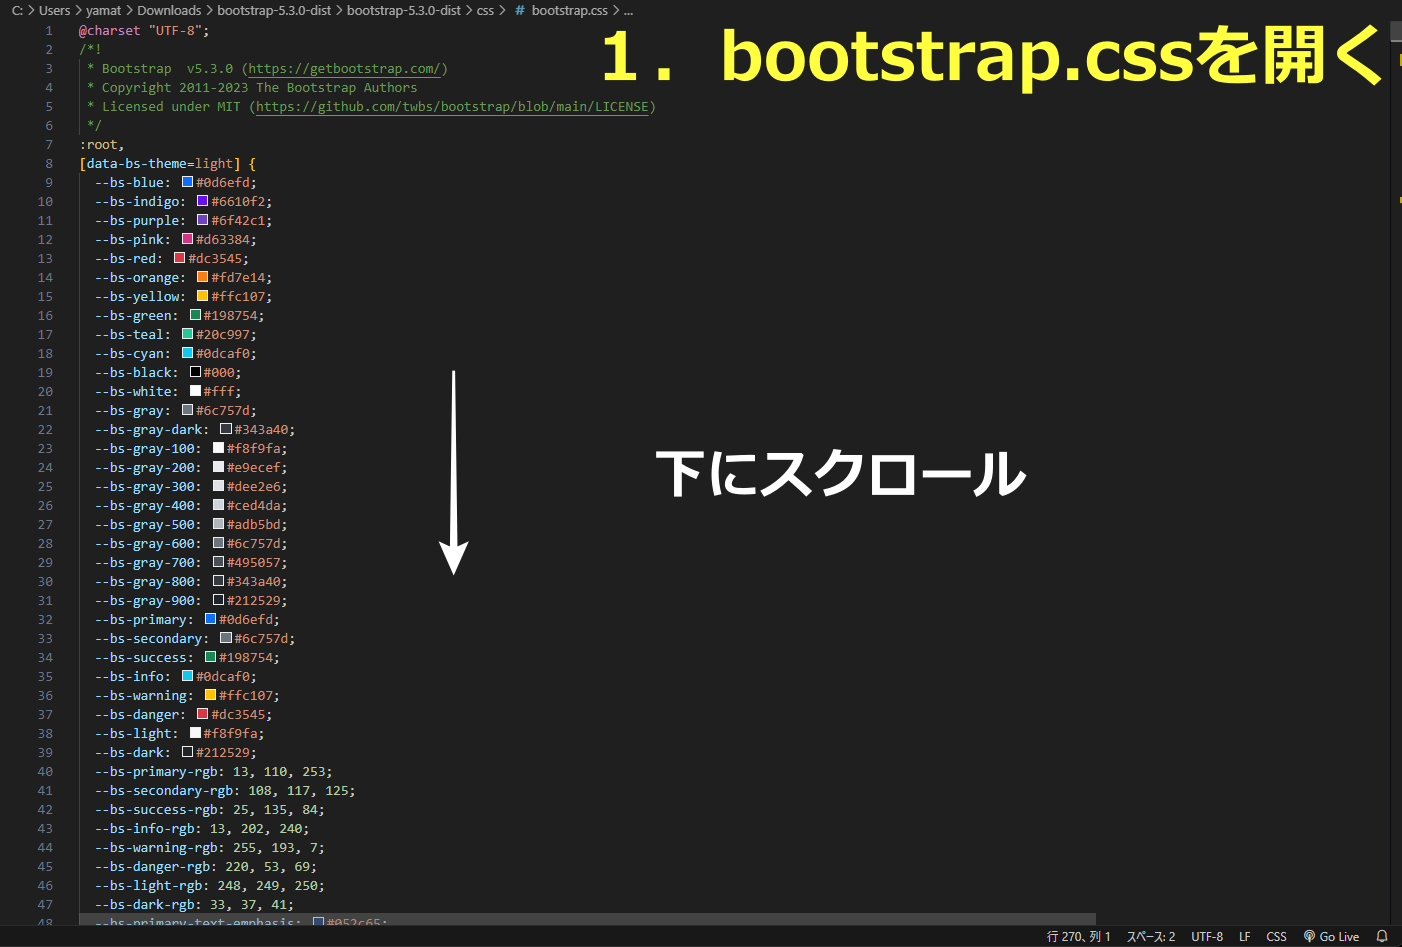 C: > Users > yamat > Downloads > bootstrap-5.3.0-dist > bootstrap-5.3.0-dist > css > # bootstrap.css > ...
1．bootstrap.cssを開く
1 @charset "UTF-8";
2 /*!
3 * Bootstrap  v5.3.0 (https://getbootstrap.com/)
4 * Copyright 2011-2023 The Bootstrap Authors
5 * Licensed under MIT (https://github.com/twbs/bootstrap/blob/main/LICENSE)
6 */
7 :root,
8 [data-bs-theme=light] {
9 --bs-blue: #0d6efd;
10 --bs-indigo: #6610f2;
11 --bs-purple: #6f42c1;
12 --bs-pink: #d63384;
13 --bs-red: #dc3545;
14 --bs-orange: #fd7e14;
15 --bs-yellow: #ffc107;
16 --bs-green: #198754;
17 --bs-teal: #20c997;
18 --bs-cyan: #0dcaf0;
19 --bs-black: #000;
20 --bs-white: #fff;
21 --bs-gray: #6c757d;
22 --bs-gray-dark: #343a40;
23 --bs-gray-100: #f8f9fa;
24 --bs-gray-200: #e9ecef;
25 --bs-gray-300: #dee2e6;
26 --bs-gray-400: #ced4da;
27 --bs-gray-500: #adb5bd;
28 --bs-gray-600: #6c757d;
29 --bs-gray-700: #495057;
30 --bs-gray-800: #343a40;
31 --bs-gray-900: #212529;
32 --bs-primary: #0d6efd;
33 --bs-secondary: #6c757d;
34 --bs-success: #198754;
35 --bs-info: #0dcaf0;
36 --bs-warning: #ffc107;
37 --bs-danger: #dc3545;
38 --bs-light: #f8f9fa;
39 --bs-dark: #212529;
40 --bs-primary-rgb: 13, 110, 253;
41 --bs-secondary-rgb: 108, 117, 125;
42 --bs-success-rgb: 25, 135, 84;
43 --bs-info-rgb: 13, 202, 240;
44 --bs-warning-rgb: 255, 193, 7;
45 --bs-danger-rgb: 220, 53, 69;
46 --bs-light-rgb: 248, 249, 250;
47 --bs-dark-rgb: 33, 37, 41;
48 --bs-primary-text-emphasis: #052c65;
下にスクロール
行 270、列 1 スペース: 2 UTF-8 LF CSS Go Live